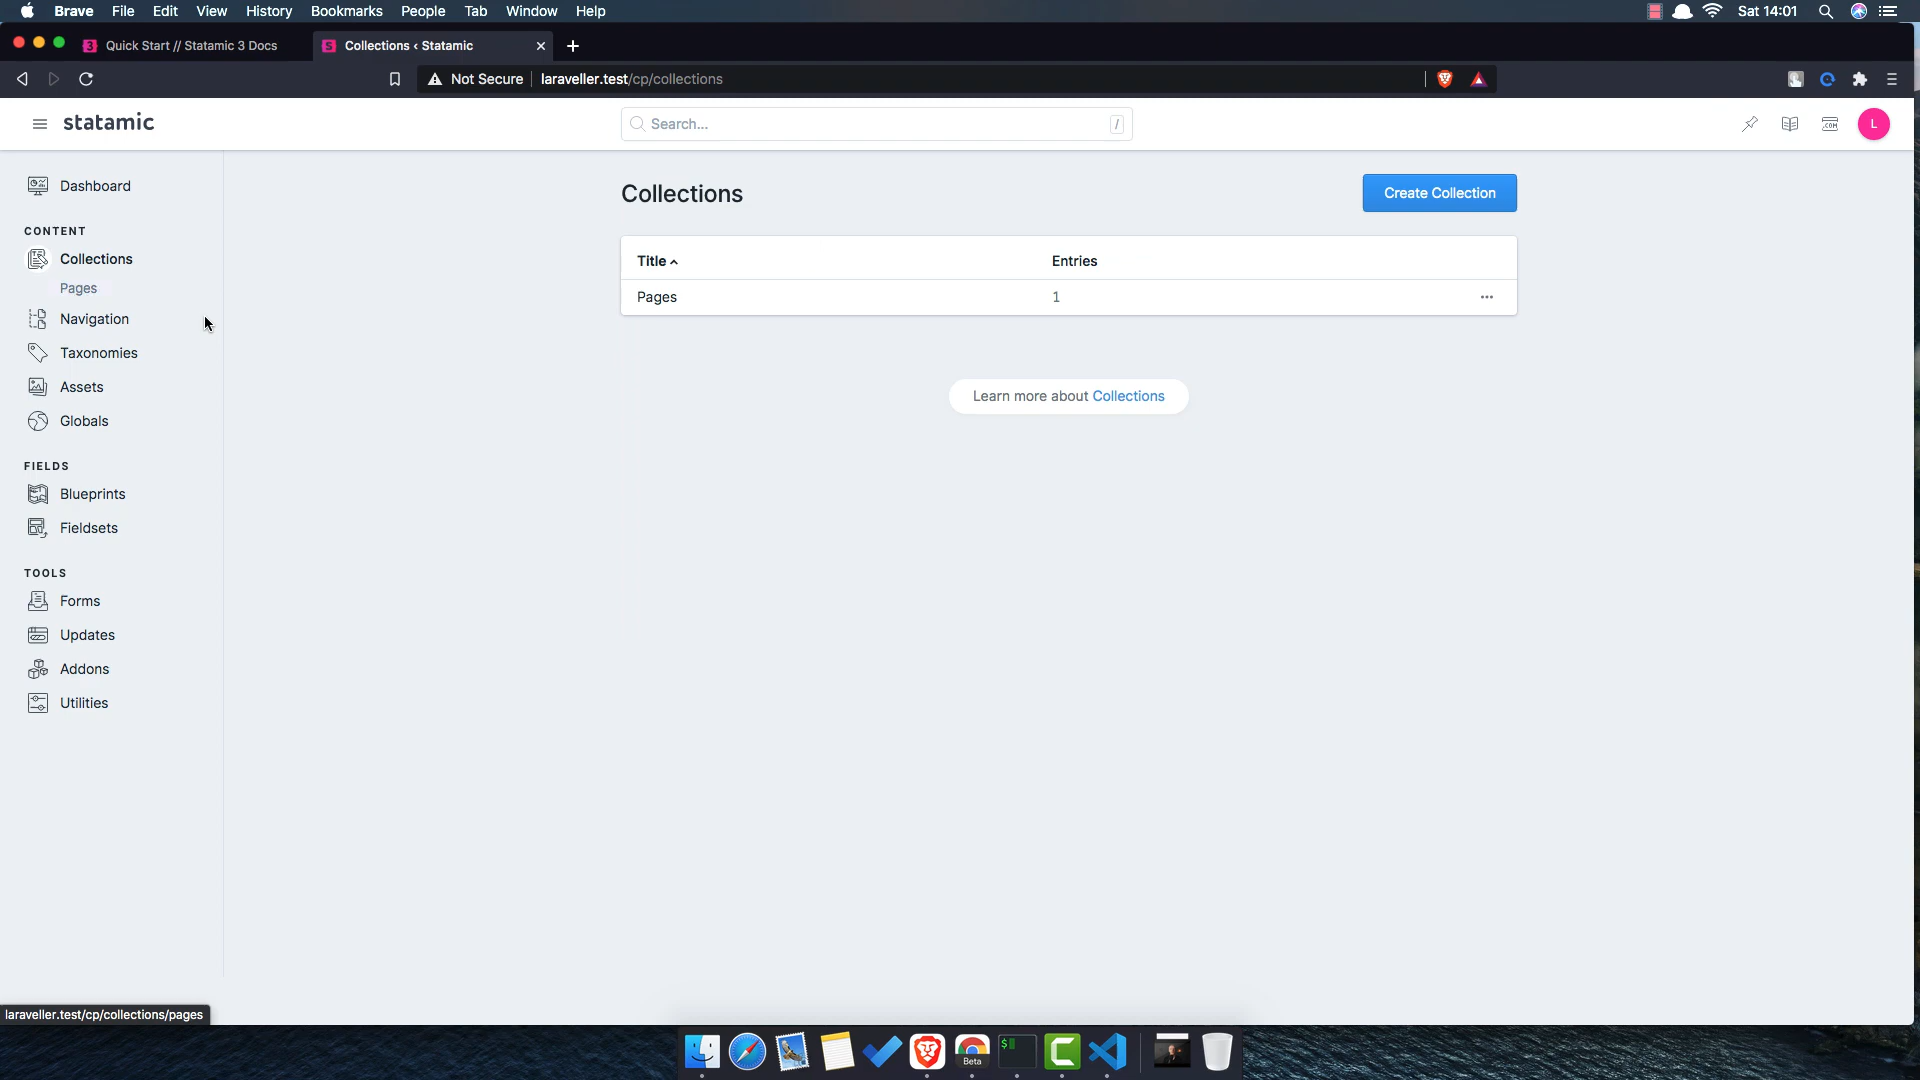 Brave File Edit View History Bookmarks People Tab Window Help Sat 14:01
Quick Start // Statamic 3 Docs Collections ‹ Statamic
Not Secure laraveller.test/cp/collections
statamic Search... / .COM L
Dashboard
Collections Create Collection
CONTENT
Collections
Title Entries
Pages
Pages 1
Navigation
Taxonomies
Assets
Learn more about Collections
Globals
FIELDS
Blueprints
Fieldsets
TOOLS
Forms
Updates
Addons
Utilities
laraveller.test/cp/collections/pages
$ Beta